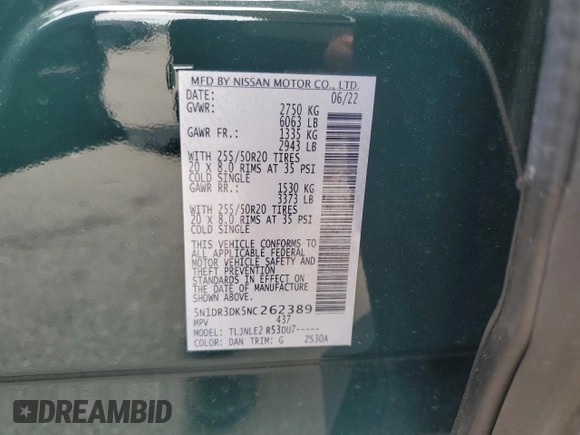 MFD BY NISSAN MOTOR CO., LTD.
DATE: 06/22
GVWR: 2750 KG
6063 LB
GAWR FR.: 1335 KG
2943 LB
WITH 255/50R20 TIRES
20 X 8.0 RIMS AT 35 PSI
COLD SINGLE
GAWR RR.: 1530 KG
3373 LB
WITH 255/50R20 TIRES
20 X 8.0 RIMS AT 35 PSI
COLD SINGLE
THIS VEHICLE CONFORMS TO
ALL APPLICABLE FEDERAL
MOTOR VEHICLE SAFETY AND
THEFT PREVENTION
STANDARDS IN EFFECT ON
THE DATE OF MANUFACTURE
SHOWN ABOVE.
5N1DR3DK5NC262389
MPV 437
MODEL: TLJNLE2 R53DU7-----
COLOR: DAN TRIM: G ZS30A
DREAMBID